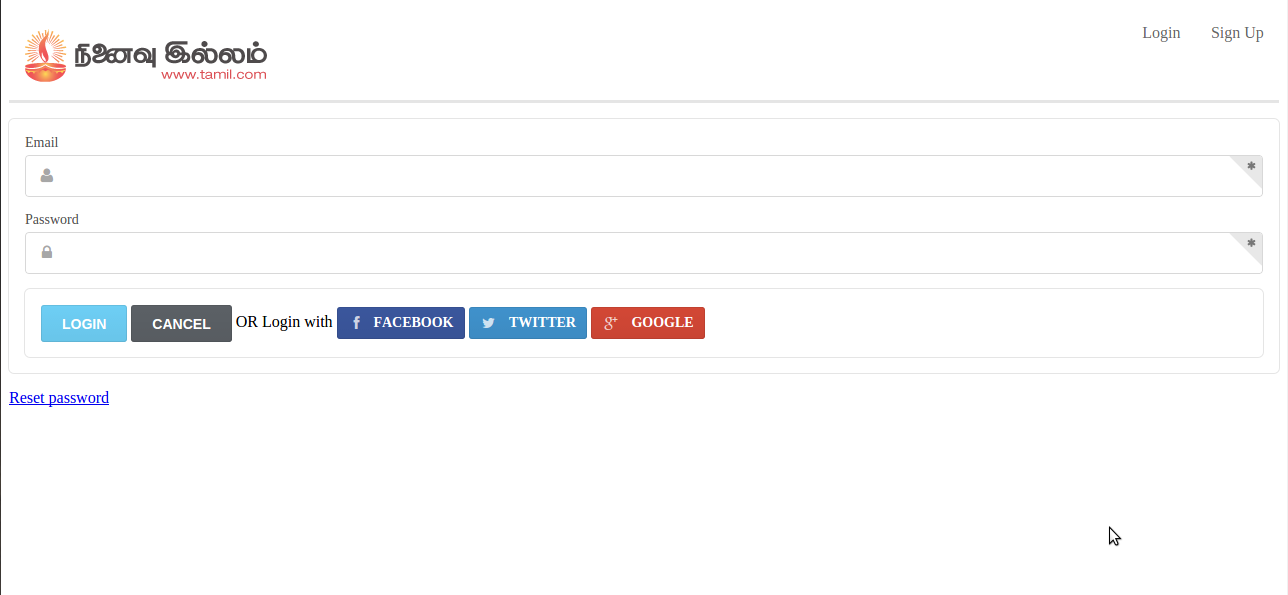 நினைவு இல்லம்
www.tamil.com
Login Sign Up
Email
Password
LOGIN CANCEL OR Login with FACEBOOK TWITTER GOOGLE
Reset password